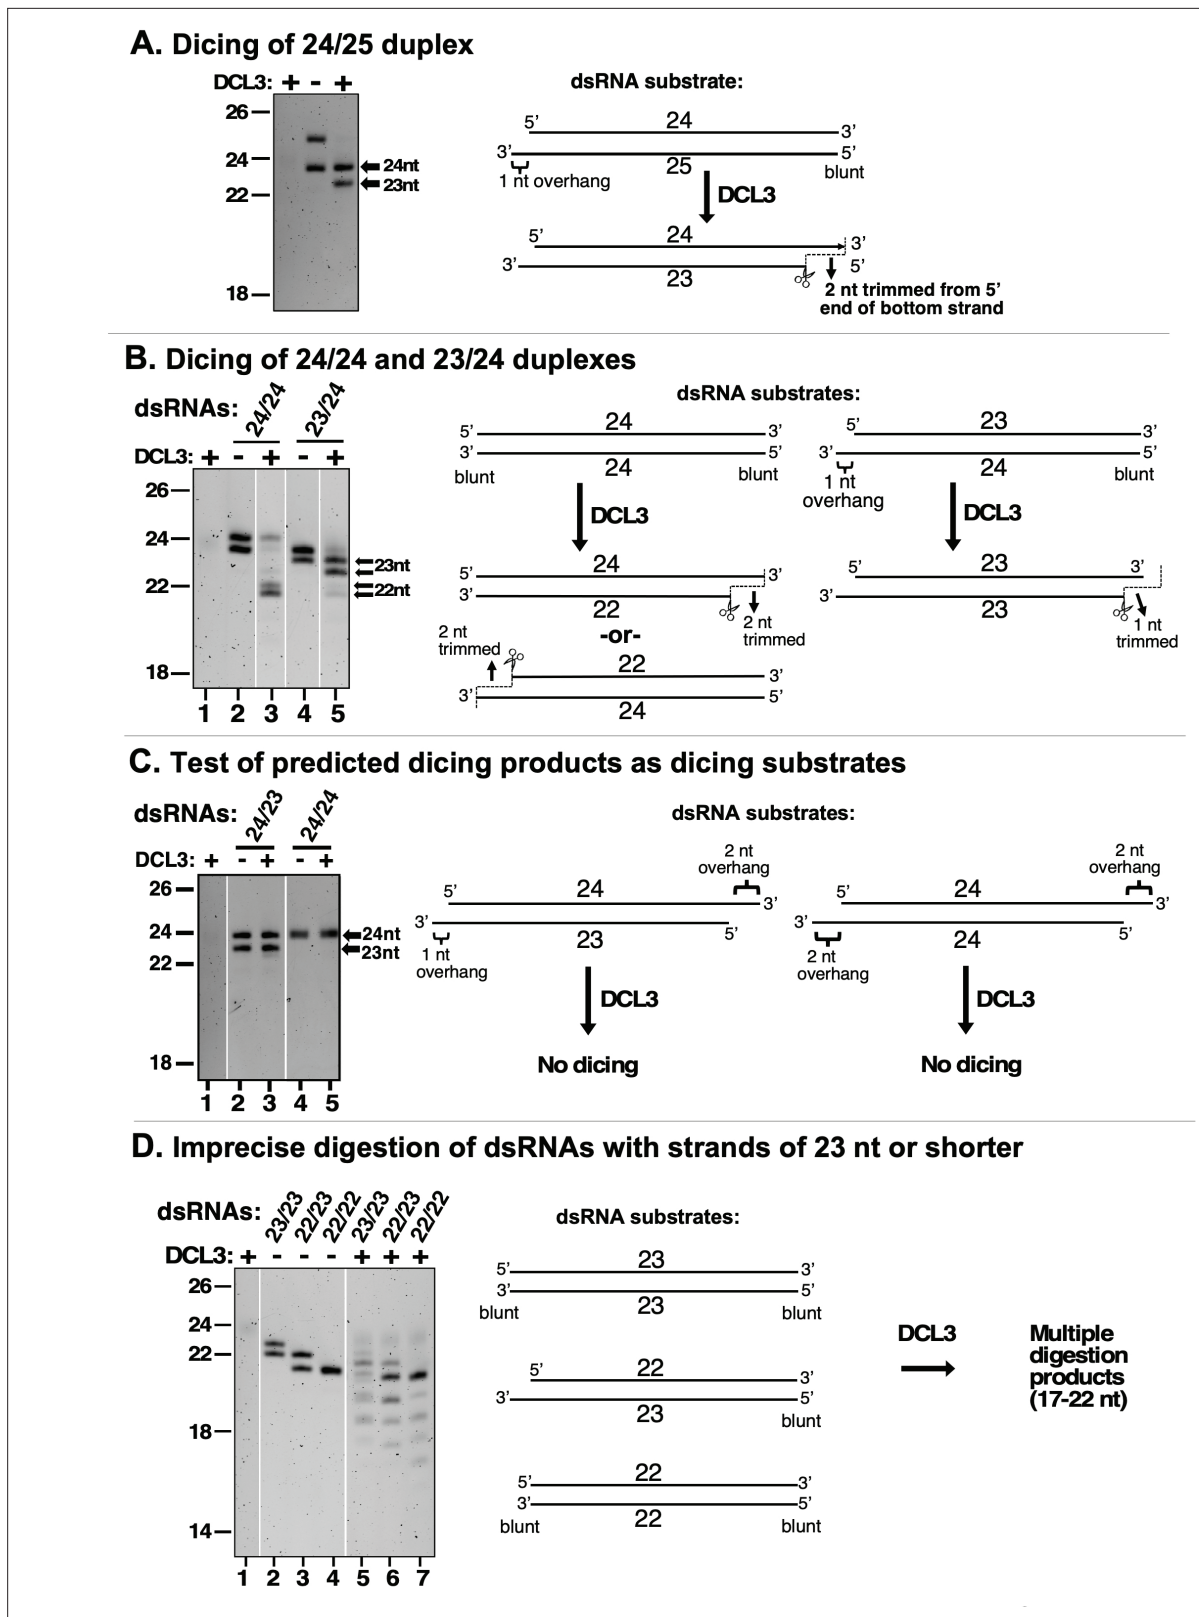 A. Dicing of 24/25 duplex
DCL3: + - +
26
24
22
18
24nt
23nt
dsRNA substrate:
5’ 24 3’
3’ 25 5’
1 nt overhang
blunt
DCL3
5’ 24 3’
3’ 23 5’
2 nt trimmed from 5’
end of bottom strand
B. Dicing of 24/24 and 23/24 duplexes
dsRNAs: 24/24 23/24
DCL3: + - + - +
26
24
22
18
23nt
22nt
1 2 3 4 5
dsRNA substrates:
5’ 24 3’
3’ 24 5’
blunt blunt
DCL3
5’ 24 3’
3’ 22
2 nt
trimmed
-or-
2 nt
trimmed
22 3’
3’ 24 5’
5’ 23 3’
3’ 24 5’
1 nt
overhang
blunt
DCL3
5’ 23 3’
3’ 23
1 nt
trimmed
C. Test of predicted dicing products as dicing substrates
dsRNAs: 24/23 24/24
DCL3: + - + - +
26
24
22
18
24nt
23nt
1 2 3 4 5
dsRNA substrates:
2 nt
overhang
5’ 24 3’
3’ 23 5’
1 nt
overhang
DCL3
No dicing
2 nt
overhang
5’ 24 3’
3’ 24 5’
2 nt
overhang
DCL3
No dicing
D. Imprecise digestion of dsRNAs with strands of 23 nt or shorter
dsRNAs: 23/23 22/23 22/22 23/23 22/23 22/22
DCL3: + - - - + + +
26
24
22
18
14
1 2 3 4 5 6 7
dsRNA substrates:
5’ 23 3’
3’ 23 5’
blunt blunt
5’ 22 3’
3’ 23 5’
blunt
5’ 22 3’
3’ 22 5’
blunt blunt
DCL3
Multiple
digestion
products
(17-22 nt)